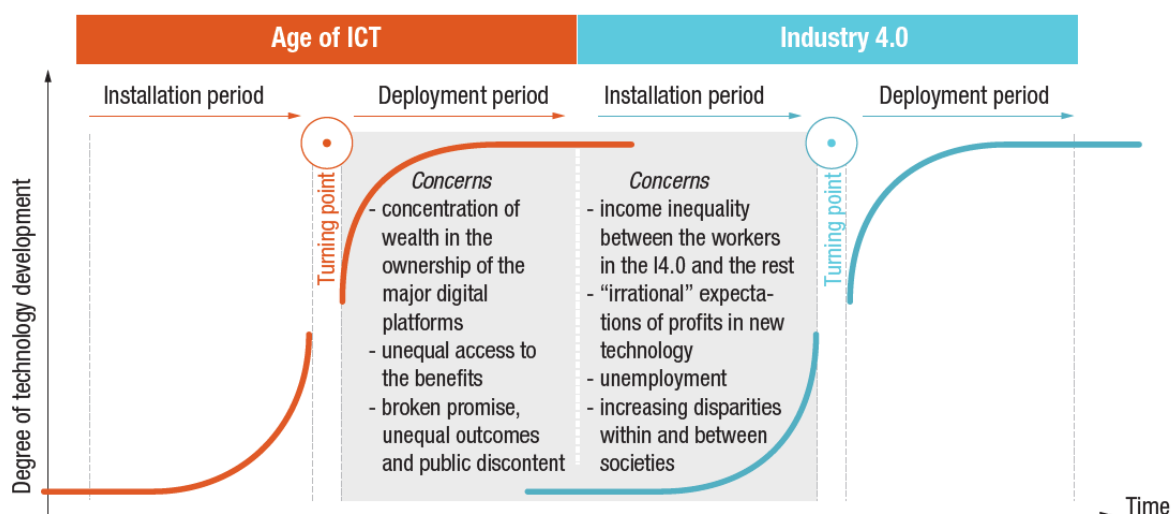 Age of ICT
Industry 4.0
Installation period
Deployment period
Installation period
Deployment period
Degree of technology development
Turning point
Concerns
- concentration of
wealth in the
ownership of the
major digital
platforms
- unequal access to
the benefits
- broken promise,
unequal outcomes
and public discontent
Concerns
- income inequality
between the workers
in the I4.0 and the rest
- “irrational” expecta-
tions of profits in new
technology
- unemployment
- increasing disparities
within and between
societies
Turning point
Time